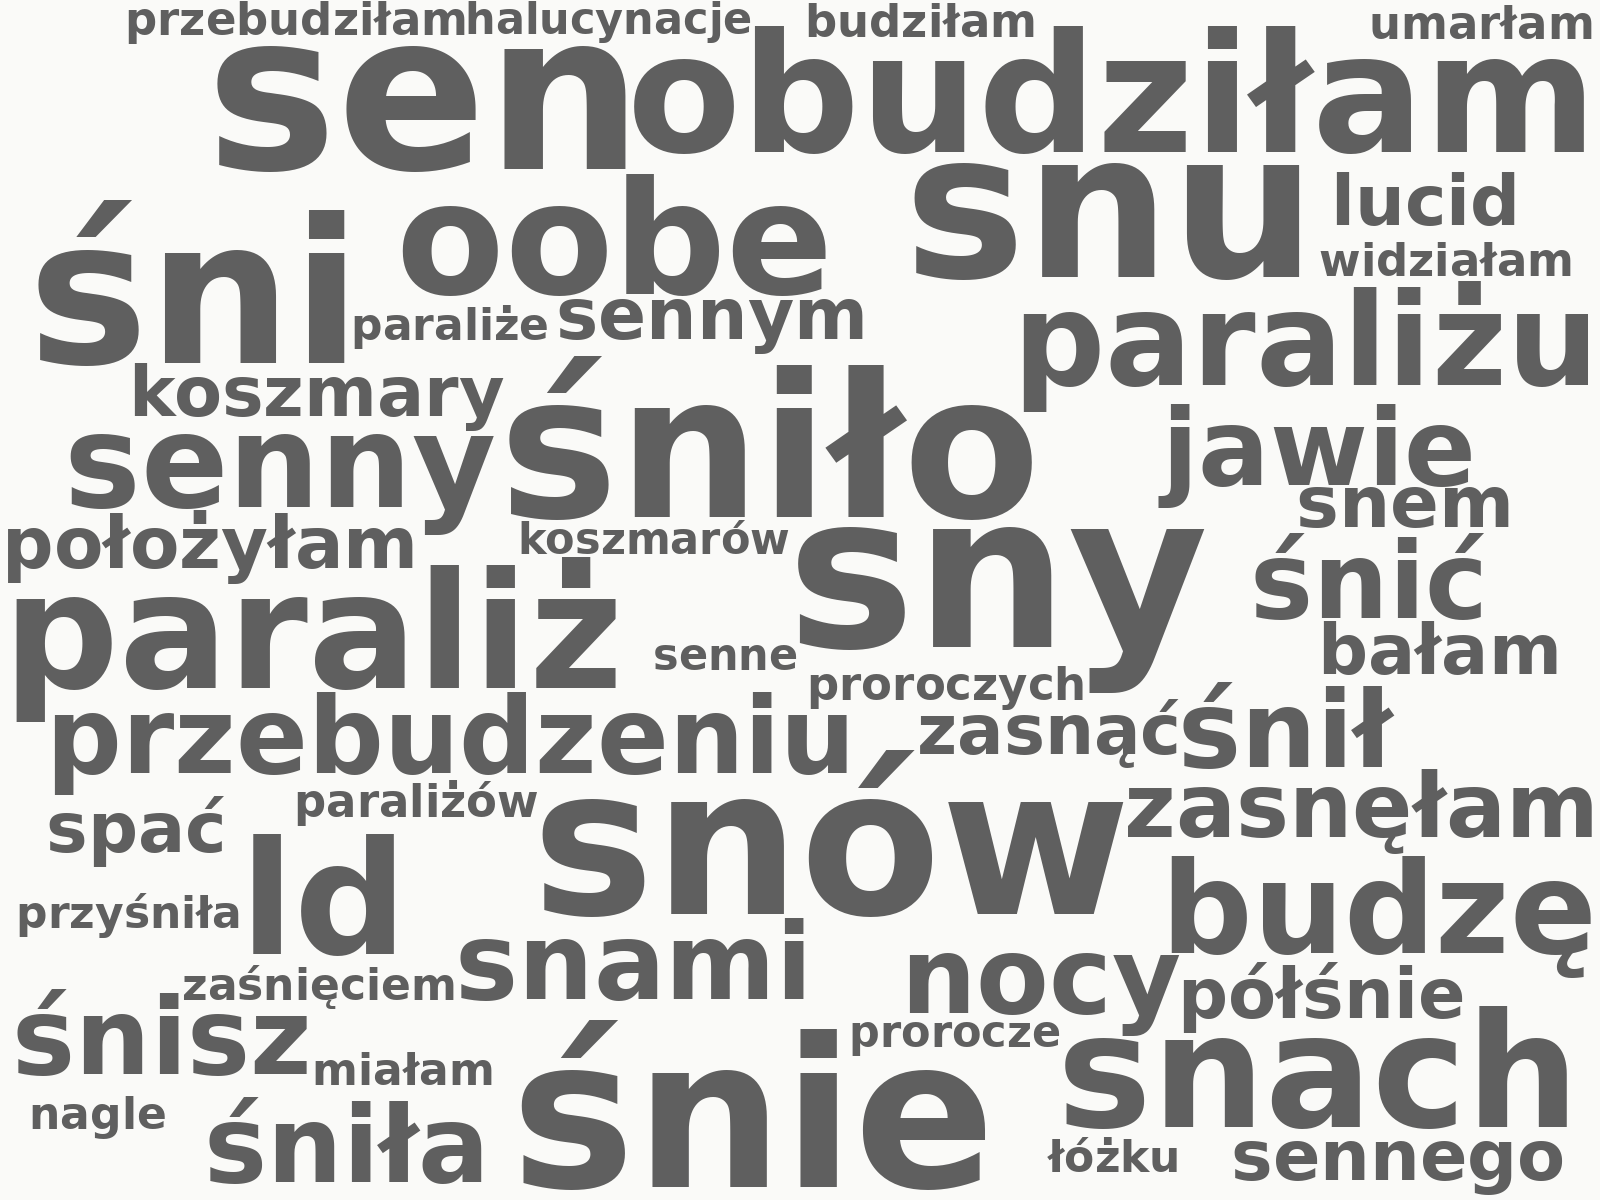 przebudziłam halucynacje budziłam umarłam
sen obudziłam
snu lucid
oobe
śni
widziałam
paraliże sennym paraliżu
koszmary
śniło
senny jawie
snem
położyłam koszmarów sny śnić
paraliż
senne bałam
proroczych
przebudzeniu zasnąć śnił
spać paraliżów snów zasnęłam
ld budzę
przyśniła
snami nocy półśnie
zaśnięciem
śnisz prorocze snach
miałam śnie
nagle śniła łóżku sennego